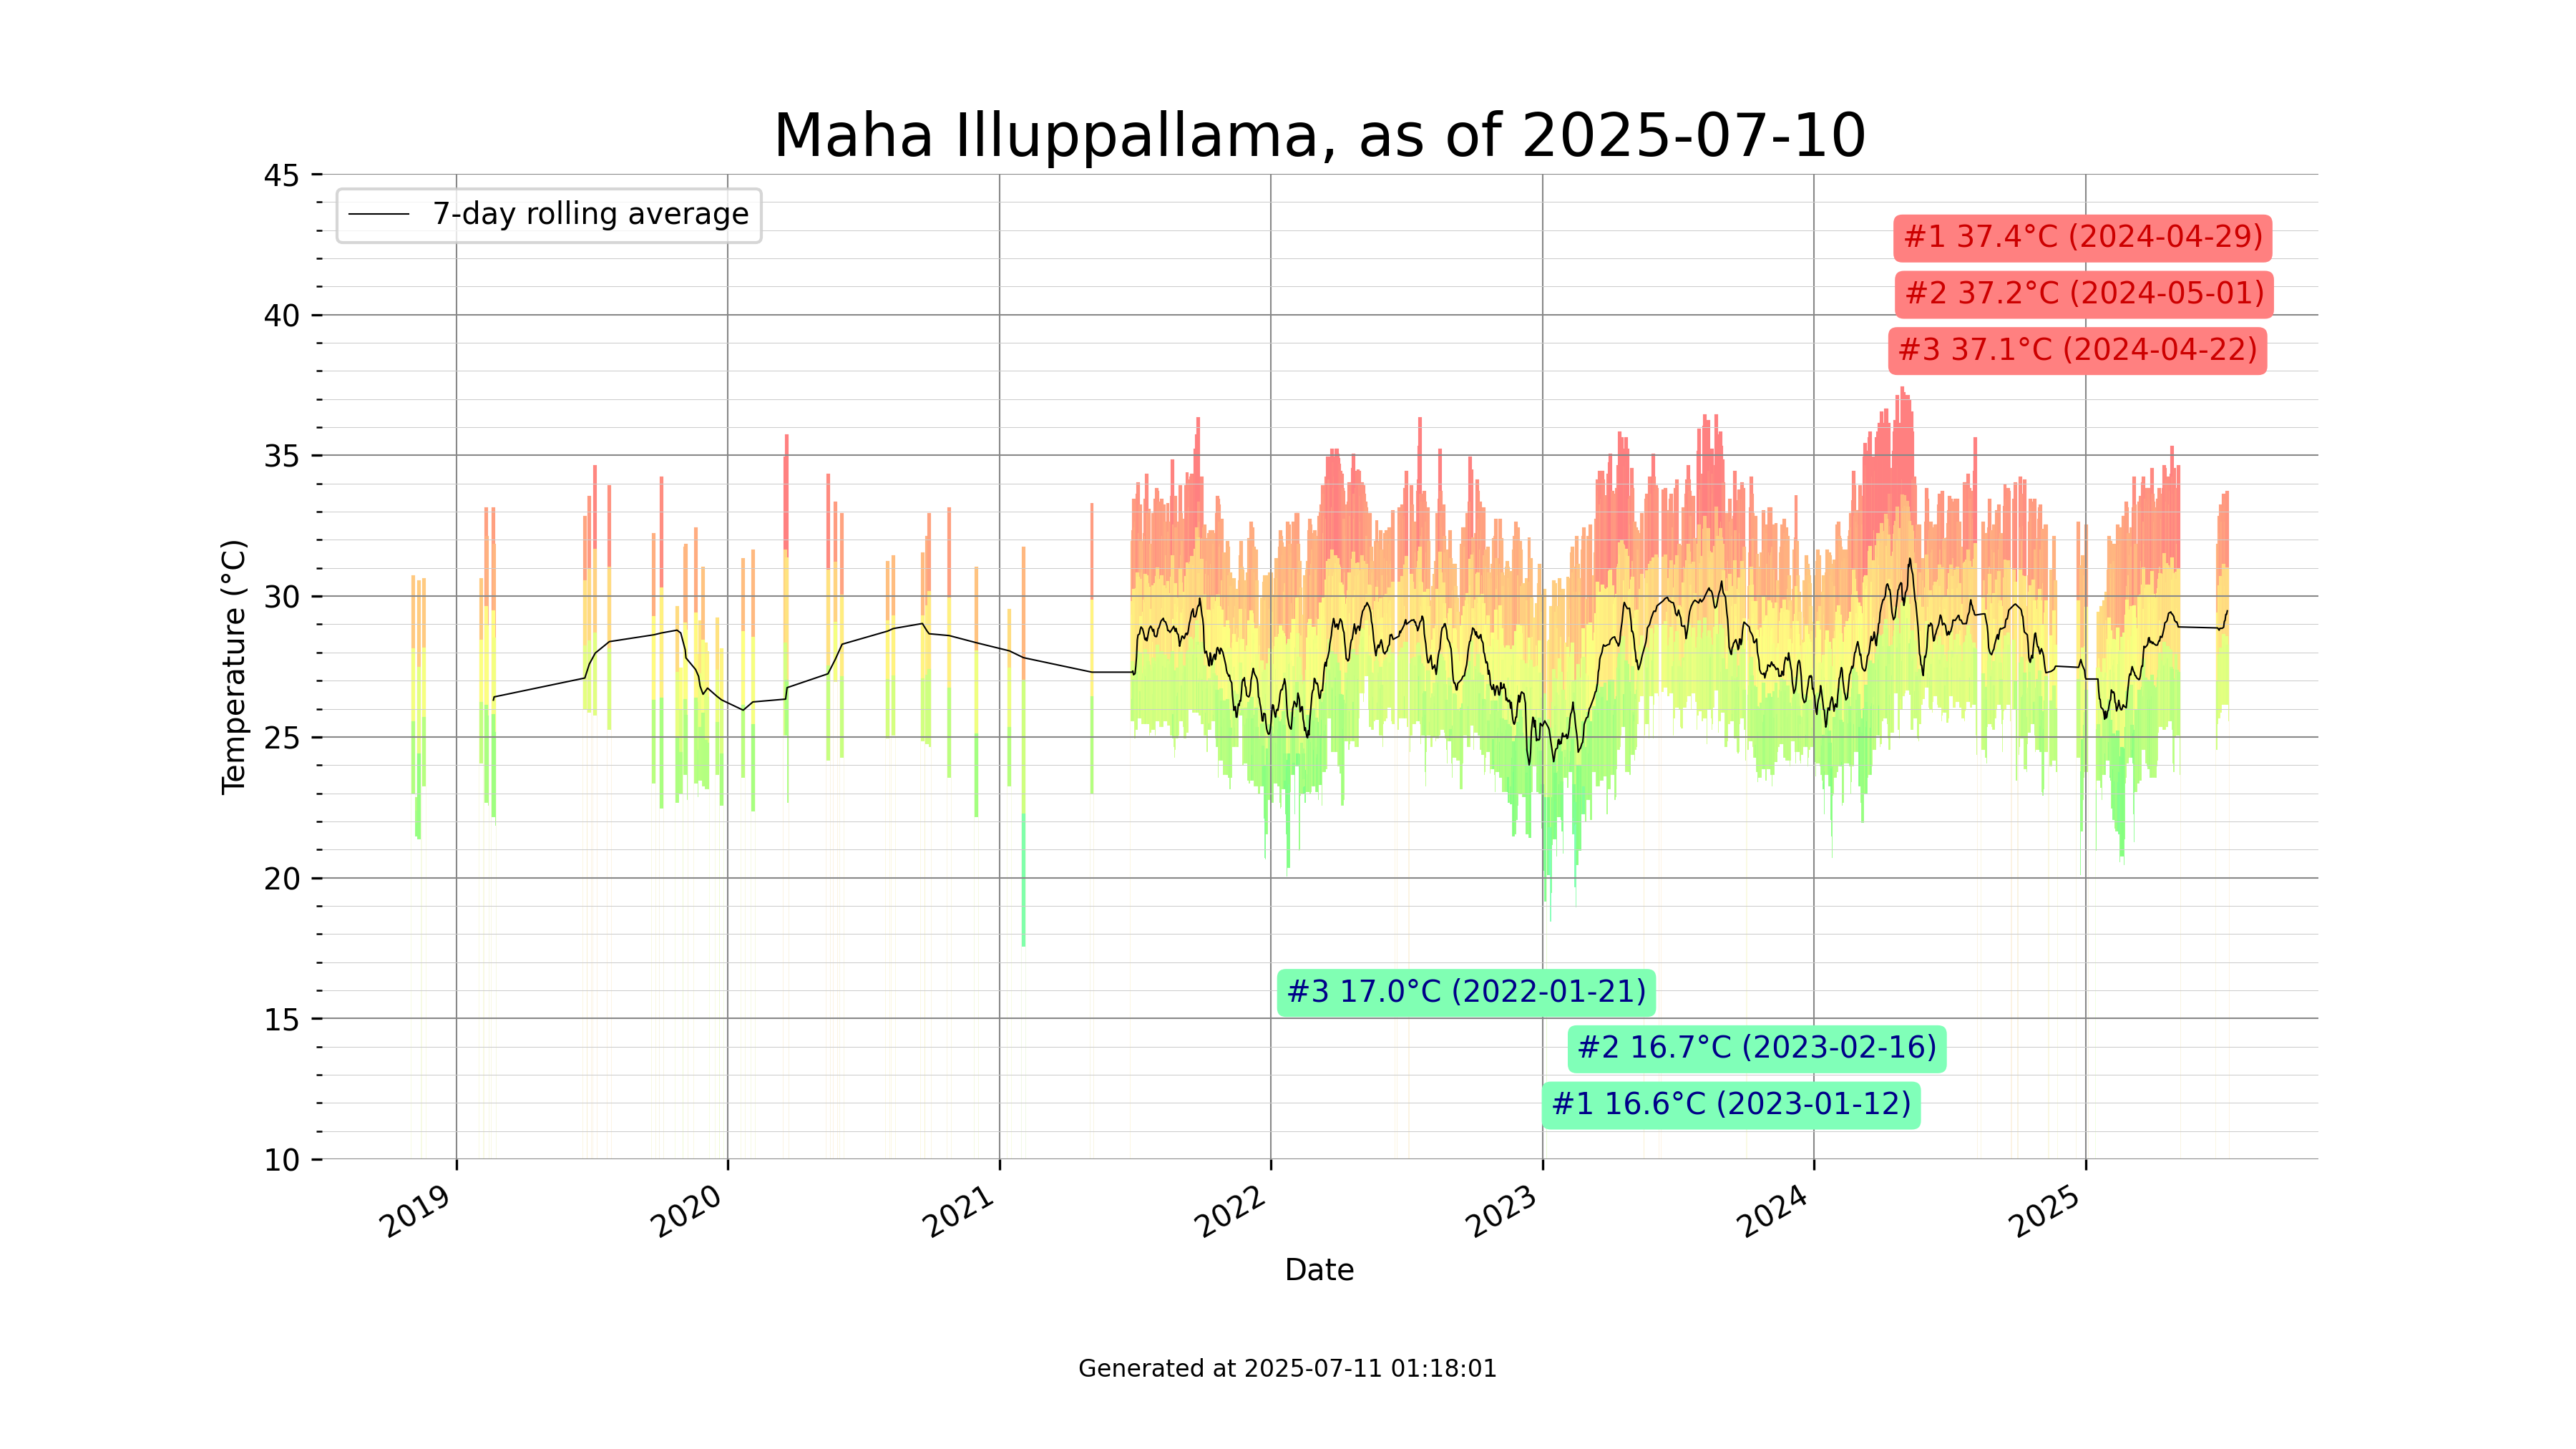 Maha Illuppallama, as of 2025-07-10
7-day rolling average
#1 37.4°C (2024-04-29)
#2 37.2°C (2024-05-01)
#3 37.1°C (2024-04-22)
45
40
35
30
25
20
15
10
Temperature (°C)
#3 17.0°C (2022-01-21)
#2 16.7°C (2023-02-16)
#1 16.6°C (2023-01-12)
2019
2020
2021
2022
2023
2024
2025
Date
Generated at 2025-07-11 01:18:01